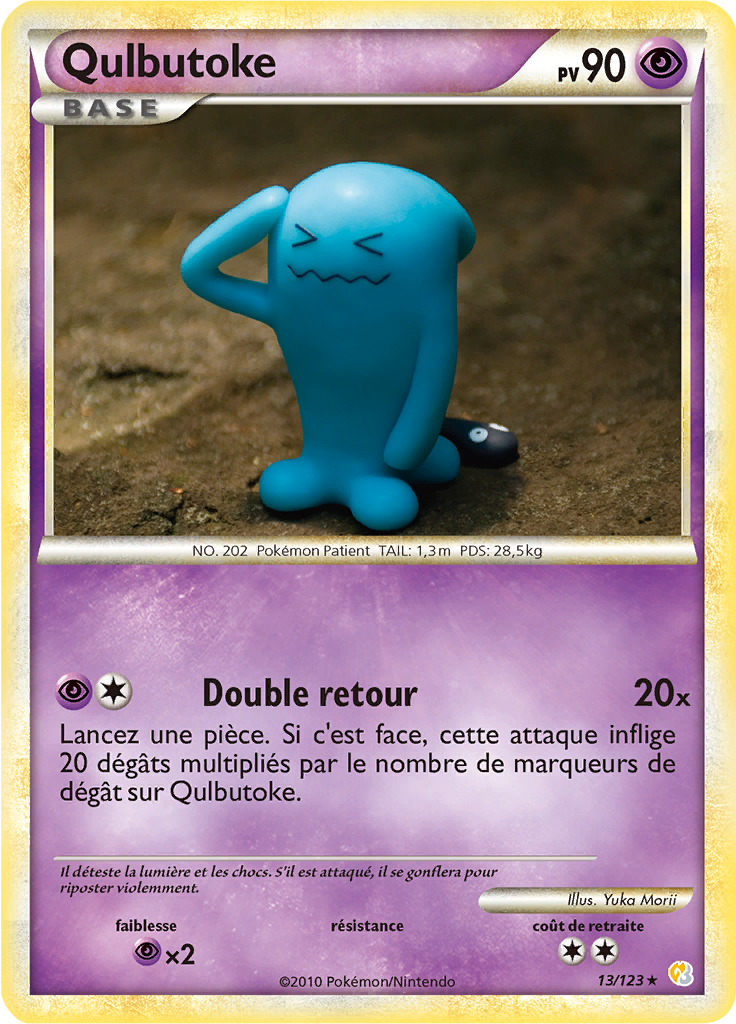 Qulbutoke
PV 90
BASE
NO. 202 Pokémon Patient TAIL: 1,3m PDS: 28,5kg
Double retour 20x
Lancez une pièce. Si c'est face, cette attaque inflige
20 dégâts multipliés par le nombre de marqueurs de
dégât sur Qulbutoke.
Il déteste la lumière et les chocs. S'il est attaqué, il se gonflera pour
riposter violemment.
Illus. Yuka Morii
faiblesse résistance coût de retraite
×2
©2010 Pokémon/Nintendo
13/123 ★